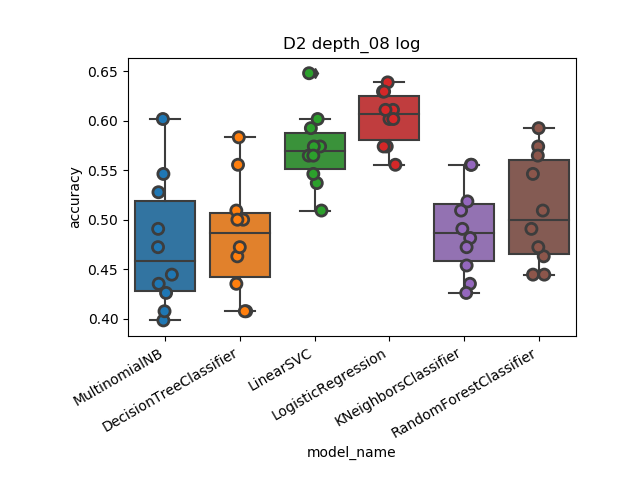 D2 depth_08 log
accuracy
0.65
0.60
0.55
0.50
0.45
0.40
MultinomialNB
DecisionTreeClassifier
LinearSVC
LogisticRegression
KNeighborsClassifier
RandomForestClassifier
model_name